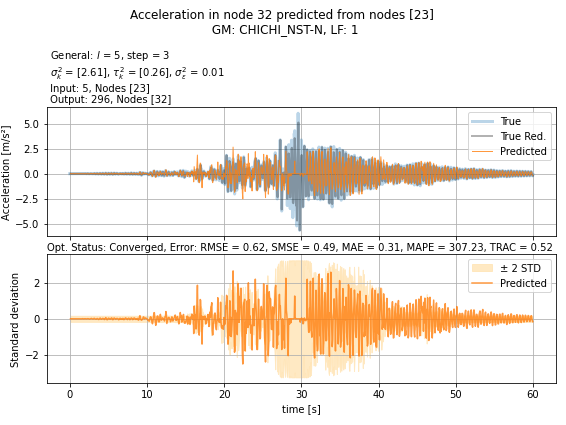 Acceleration in node 32 predicted from nodes [23]
GM: CHICHI_NST-N, LF: 1
General: l = 5, step = 3
σ²ₖ = [2.61], τ²ₖ = [0.26], σ²ε = 0.01
Input: 5, Nodes [23]
Output: 296, Nodes [32]
Acceleration [m/s²]
5.0
2.5
0.0
−2.5
−5.0
True
True Red.
Predicted
Opt. Status: Converged, Error: RMSE = 0.62, SMSE = 0.49, MAE = 0.31, MAPE = 307.23, TRAC = 0.52
Standard deviation
2
0
−2
± 2 STD
Predicted
0 10 20 30 40 50 60
time [s]